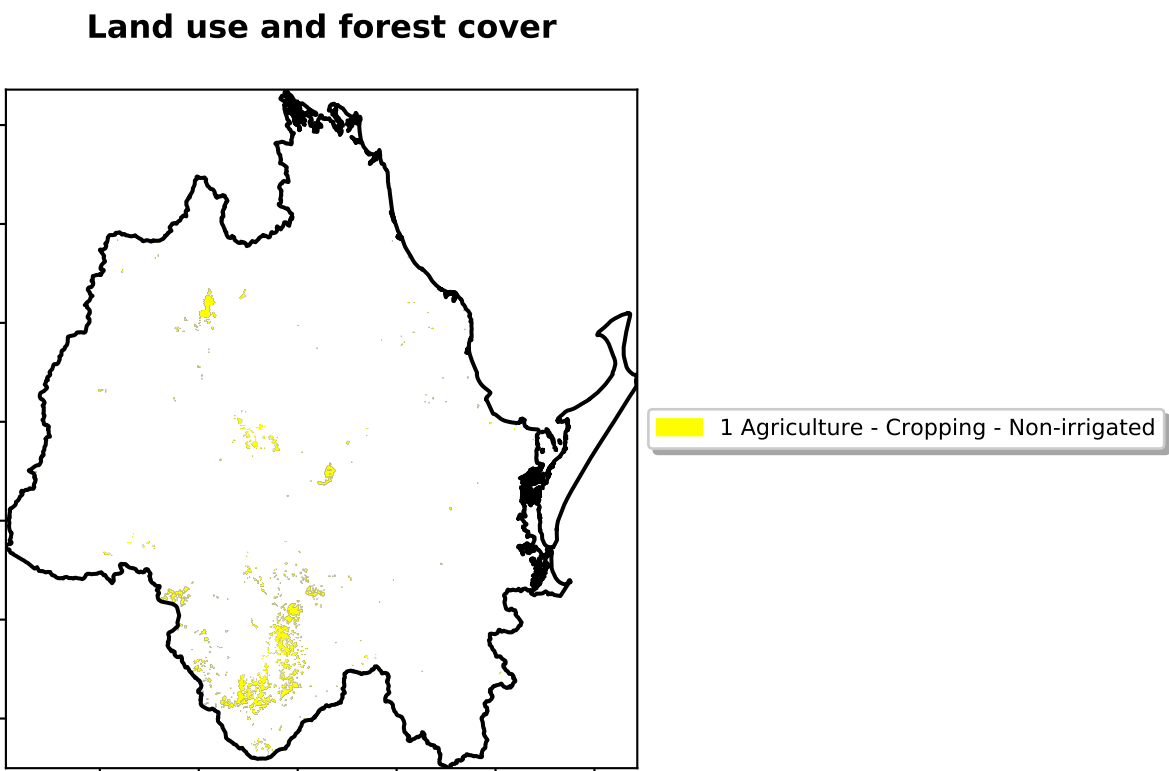 Land use and forest cover
1 Agriculture - Cropping - Non-irrigated